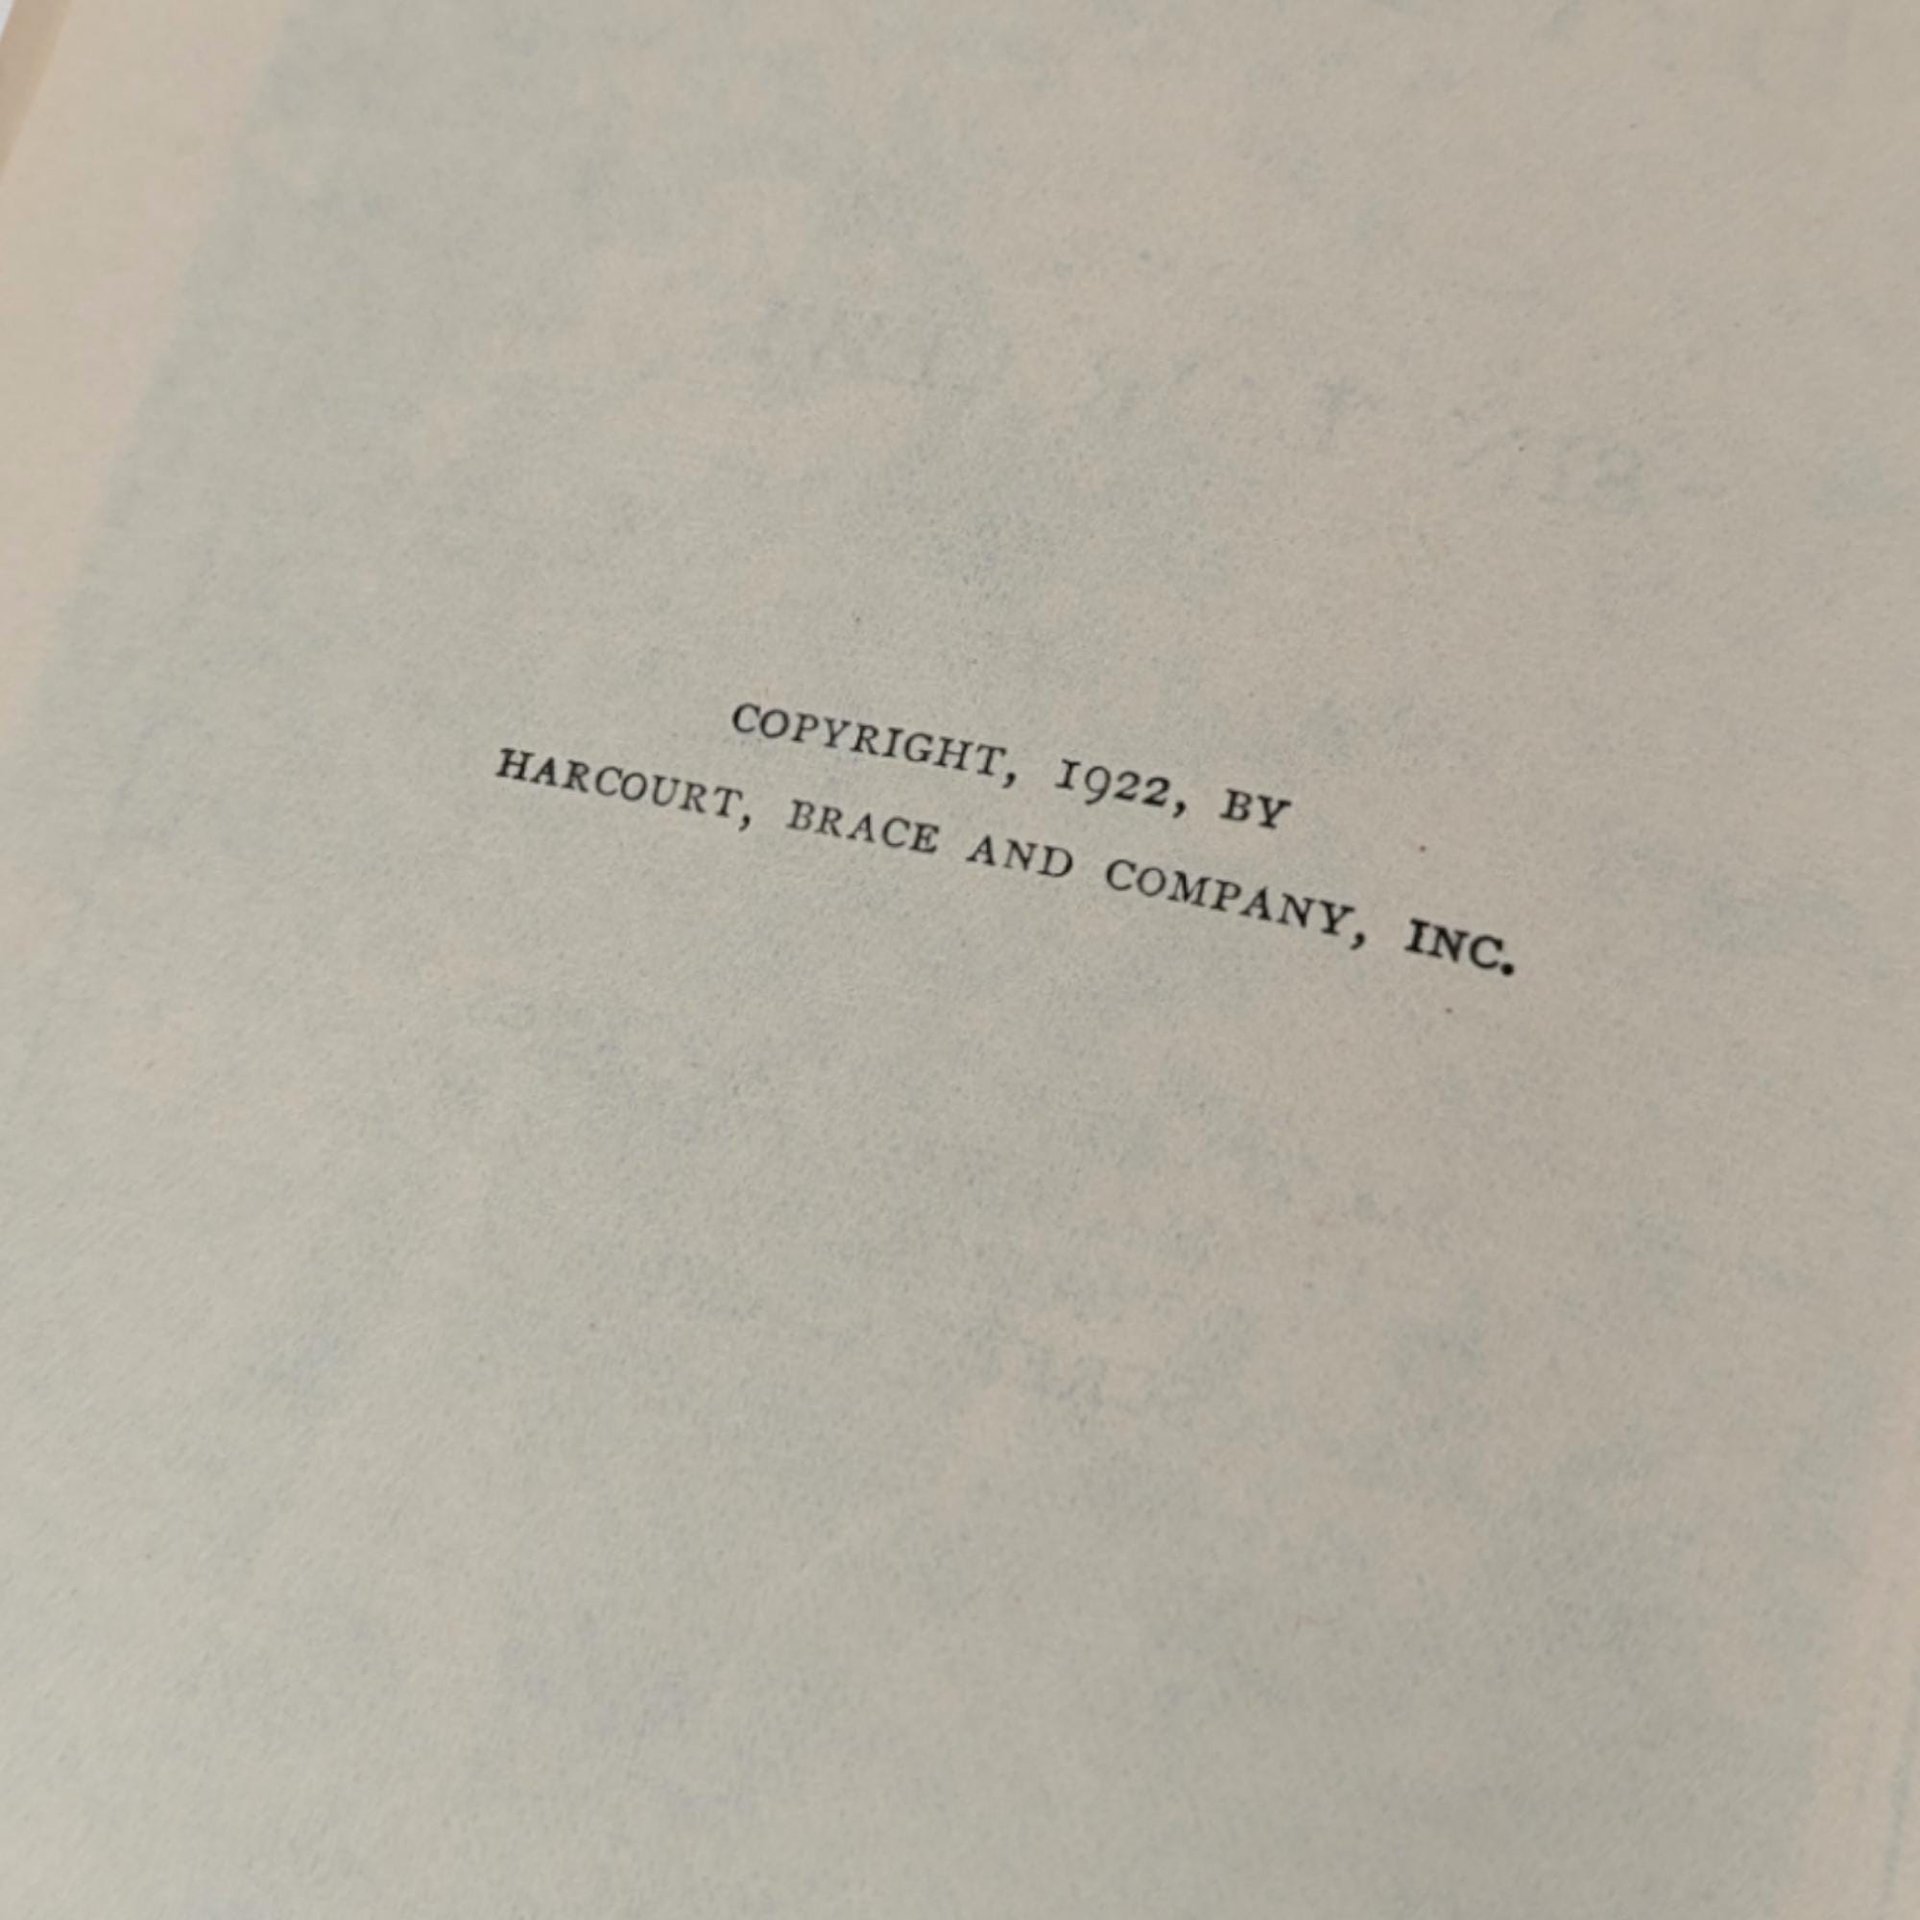 COPYRIGHT, 1922, BY
HARCOURT, BRACE AND COMPANY, INC.